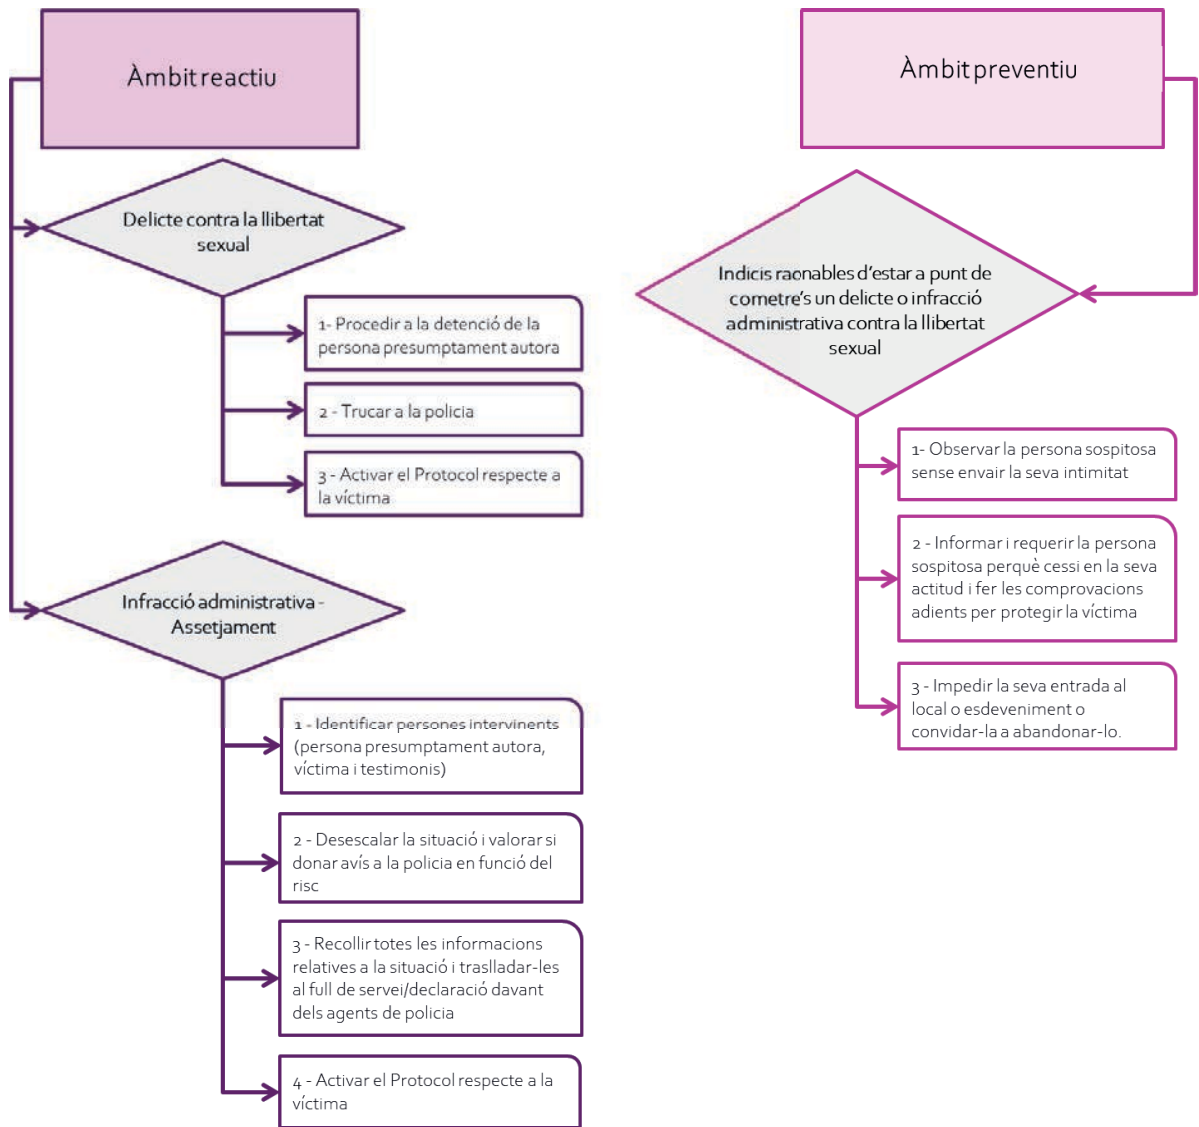 Àmbit reactiu
Delicte contra la llibertat
sexual
1- Procedir a la detenció de la
persona presumptament autora
2 - Trucar a la policia
3 - Activar el Protocol respecte a
la víctima
Infracció administrativa -
Assetjament
1 - Identificar persones intervinents
(persona presumptament autora,
víctima i testimonis)
2 - Desescalar la situació i valorar si
donar avís a la policia en funció del
risc
3 - Recollir totes les informacions
relatives a la situació i traslladar-les
al full de servei/declaració davant
dels agents de policia
4 - Activar el Protocol respecte a la
víctima
Àmbit preventiu
Indicis raonables d'estar a punt de
cometre's un delicte o infracció
administrativa contra la llibertat
sexual
1- Observar la persona sospitosa
sense envair la seva intimitat
2 - Informar i requerir la persona
sospitosa perquè cessi en la seva
actitud i fer les comprovacions
adients per protegir la víctima
3 - Impedir la seva entrada al
local o esdeveniment o
convidar-la a abandonar-lo.